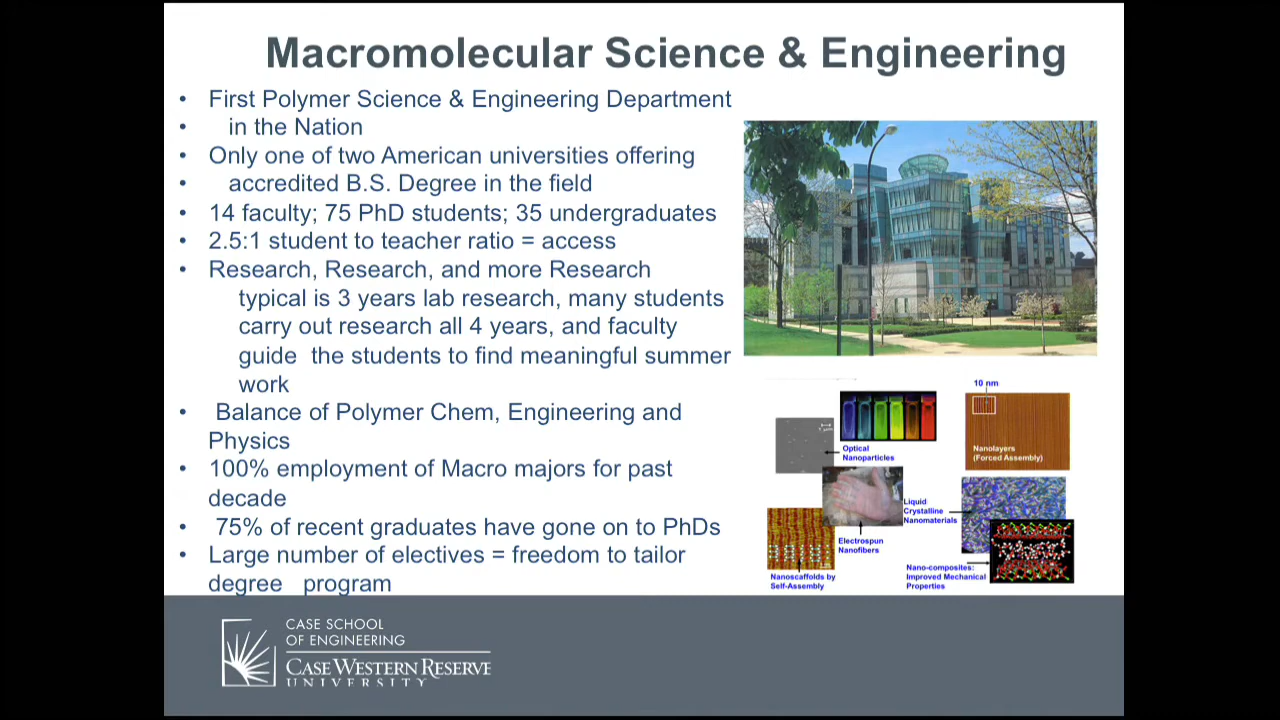 Macromolecular Science & Engineering
• First Polymer Science & Engineering Department
• in the Nation
• Only one of two American universities offering
• accredited B.S. Degree in the field
• 14 faculty; 75 PhD students; 35 undergraduates
• 2.5:1 student to teacher ratio = access
• Research, Research, and more Research
typical is 3 years lab research, many students
carry out research all 4 years, and faculty
guide the students to find meaningful summer
work
• Balance of Polymer Chem, Engineering and
Physics
• 100% employment of Macro majors for past
decade
• 75% of recent graduates have gone on to PhDs
• Large number of electives = freedom to tailor
degree program
10 nm
Optical
Nanoparticles
Nanolayers
(Forced Assembly)
Liquid
Crystalline
Nanomaterials
Electrospun
Nanofibers
Nanoscaffolds by
Self-Assembly
Nano-composites:
Improved Mechanical
Properties
CASE SCHOOL
OF ENGINEERING
CASE WESTERN RESERVE
UNIVERSITY